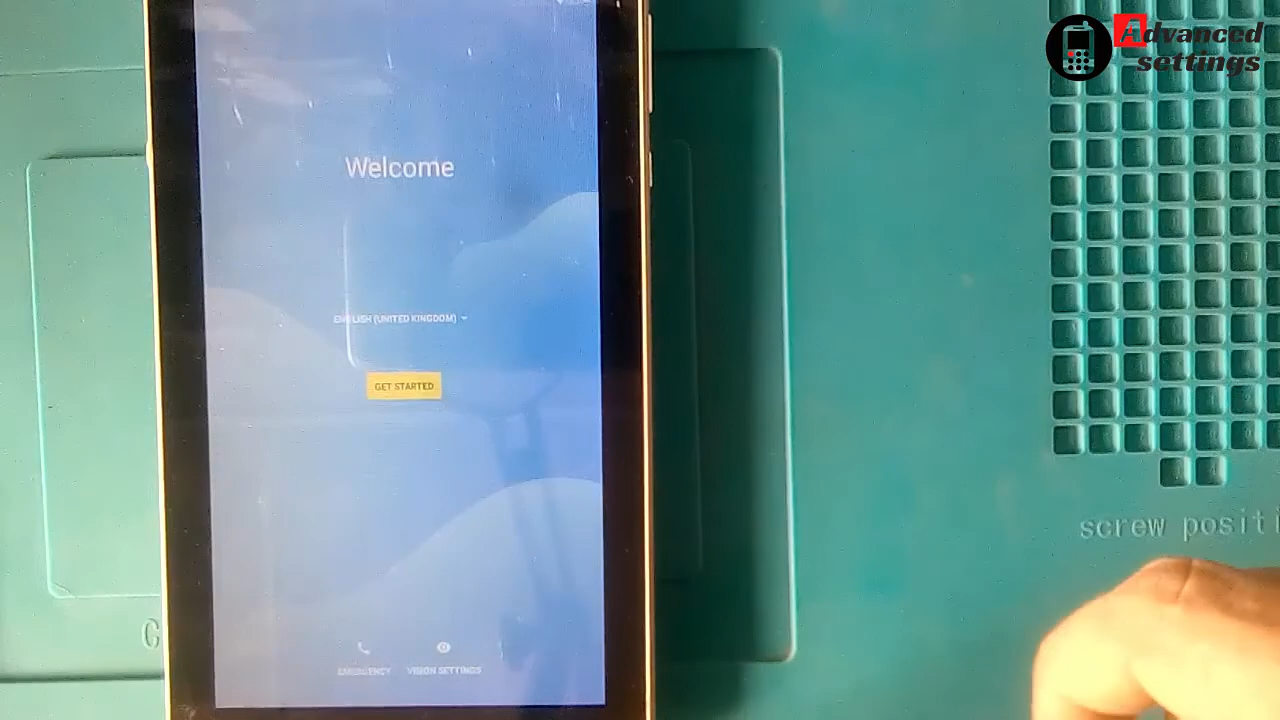 Advanced
settings
Welcome
ENGLISH (UNITED KINGDOM)
GET STARTED
EMERGENCY
VISION SETTINGS
screw positi